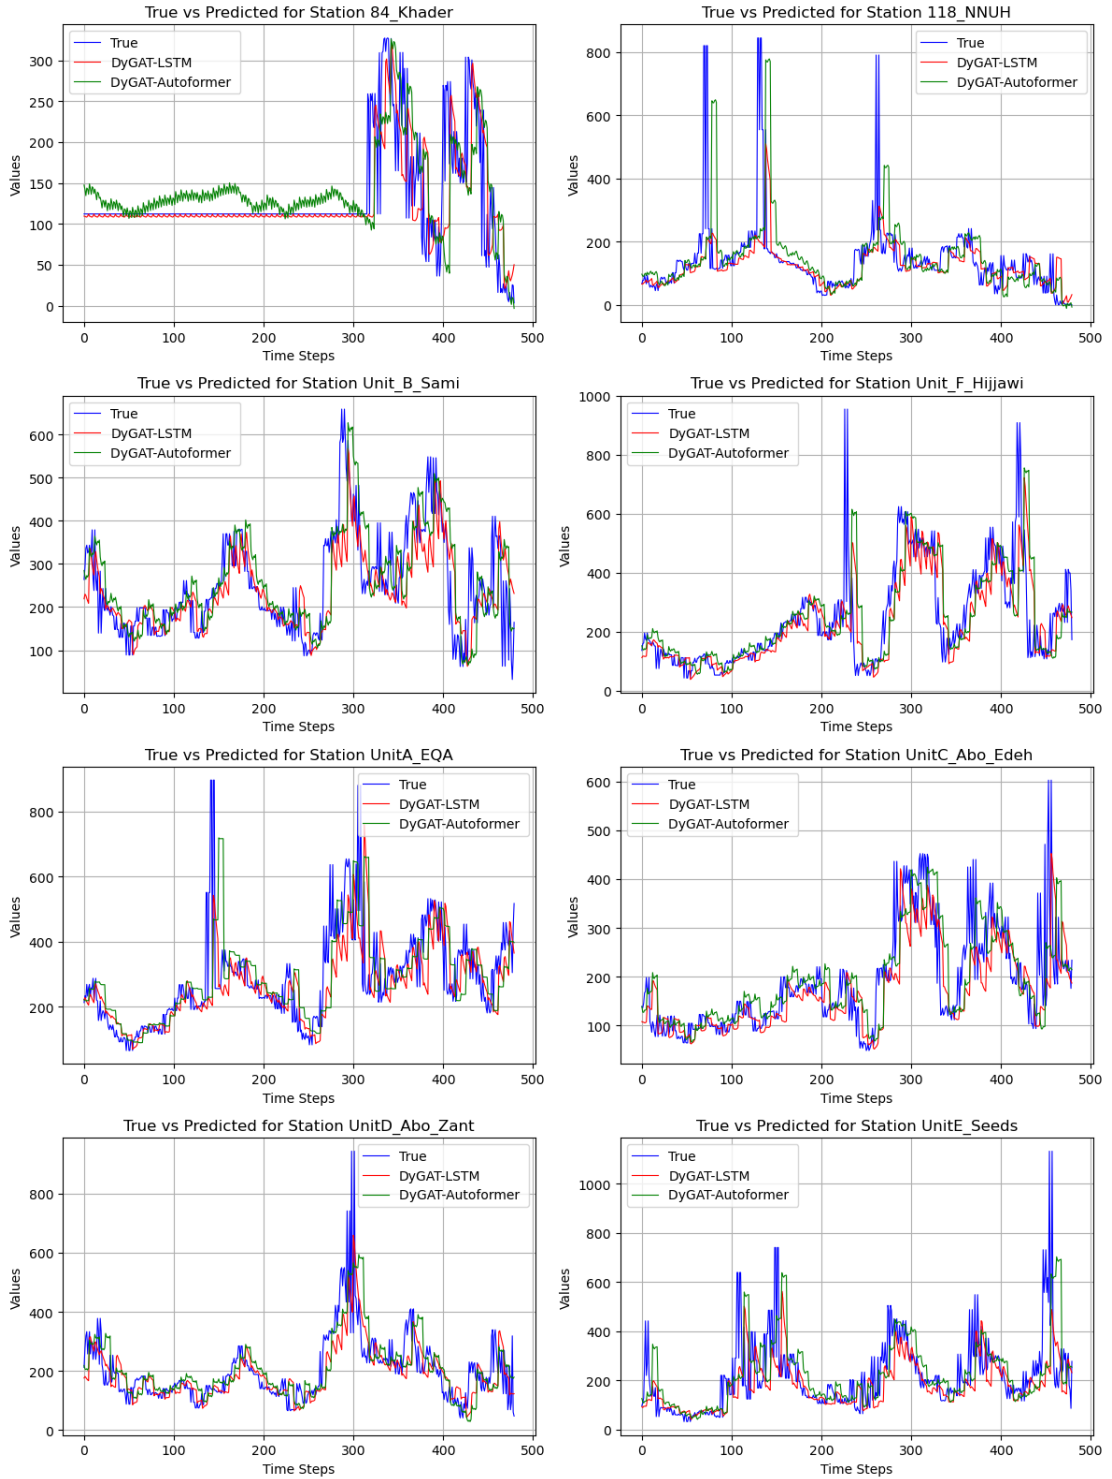 True vs Predicted for Station 84_Khader
True
DyGAT-LSTM
DyGAT-Autoformer
Values
300
250
200
150
100
50
0
0 100 200 300 400 500
Time Steps
True vs Predicted for Station 118_NNUH
True
DyGAT-LSTM
DyGAT-Autoformer
Values
800
600
400
200
0
0 100 200 300 400 500
Time Steps
True vs Predicted for Station Unit_B_Sami
True
DyGAT-LSTM
DyGAT-Autoformer
Values
600
500
400
300
200
100
0 100 200 300 400 500
Time Steps
True vs Predicted for Station Unit_F_Hijjawi
True
DyGAT-LSTM
DyGAT-Autoformer
Values
1000
800
600
400
200
0
0 100 200 300 400 500
Time Steps
True vs Predicted for Station UnitA_EQA
True
DyGAT-LSTM
DyGAT-Autoformer
Values
800
600
400
200
0 100 200 300 400 500
Time Steps
True vs Predicted for Station UnitC_Abo_Edeh
True
DyGAT-LSTM
DyGAT-Autoformer
Values
600
500
400
300
200
100
0 100 200 300 400 500
Time Steps
True vs Predicted for Station UnitD_Abo_Zant
True
DyGAT-LSTM
DyGAT-Autoformer
Values
800
600
400
200
0
0 100 200 300 400 500
Time Steps
True vs Predicted for Station UnitE_Seeds
True
DyGAT-LSTM
DyGAT-Autoformer
Values
1000
800
600
400
200
0
0 100 200 300 400 500
Time Steps